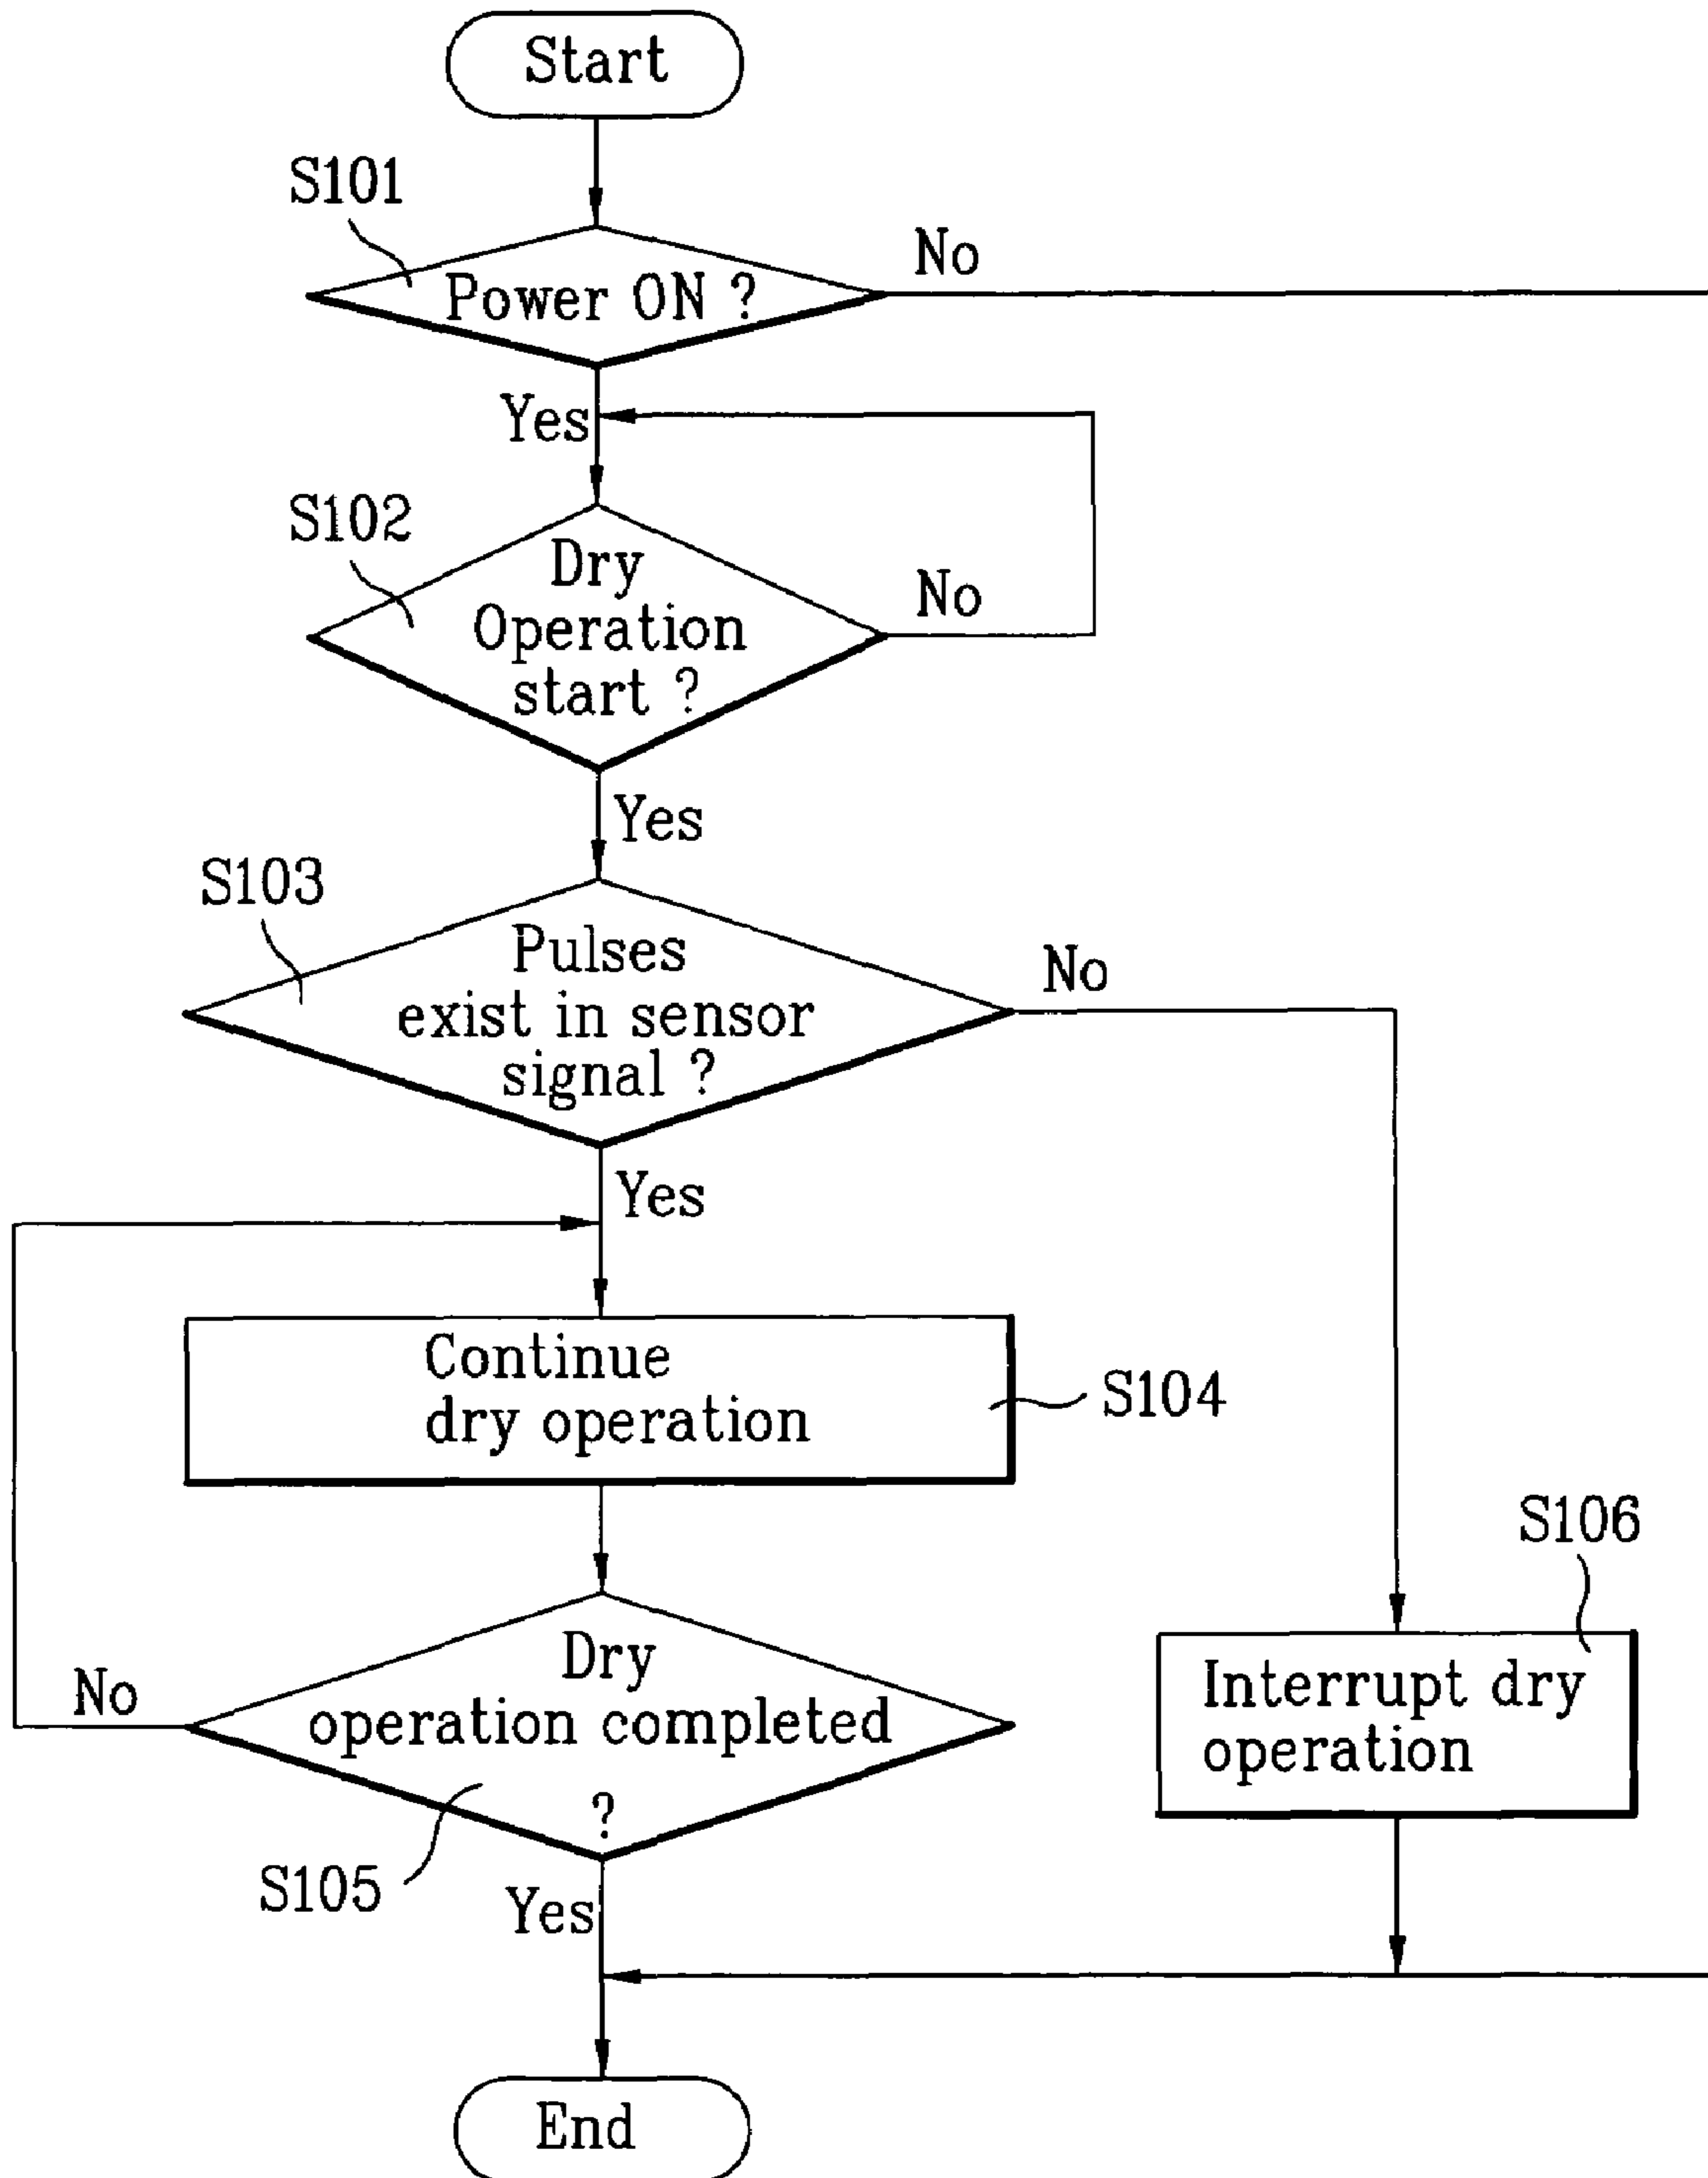 Start
S101
Power ON ?
No
Yes
S102
Dry
Operation
start ?
No
Yes
S103
Pulses
exist in sensor
signal ?
No
Yes
Continue
dry operation
S104
S106
Interrupt dry
operation
Dry
operation completed
?
No
S105
Yes
End